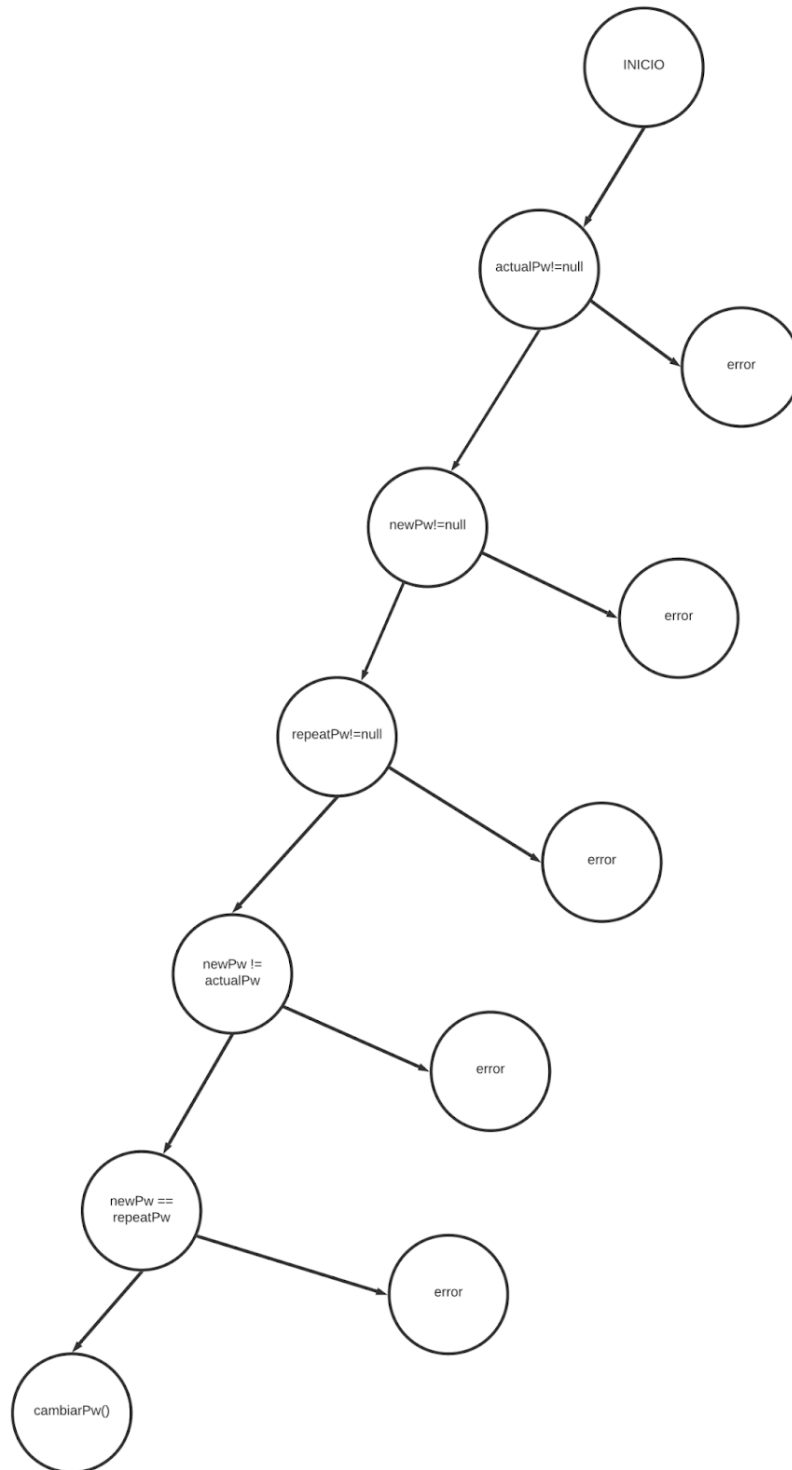 INICIO
actualPw!=null
error
newPw!=null
error
repeatPw!=null
error
newPw !=
actualPw
error
newPw ==
repeatPw
error
cambiarPw()